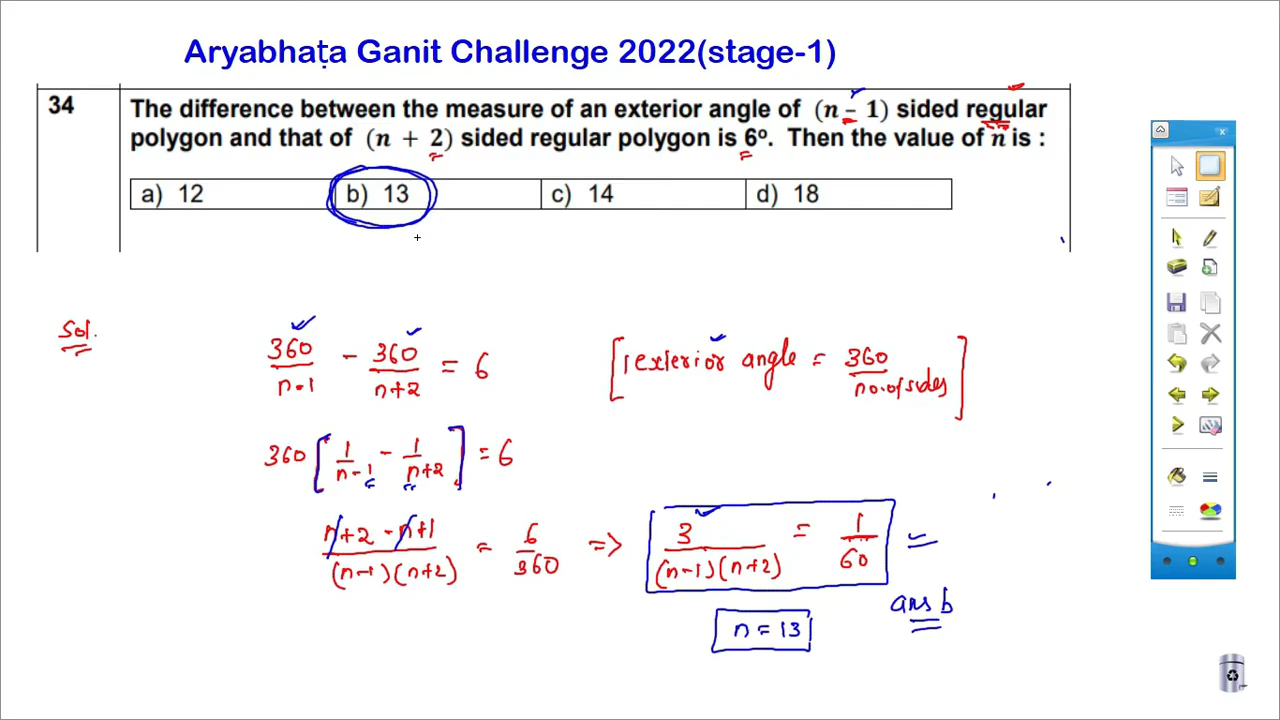 Aryabhaṭa Ganit Challenge 2022(stage-1)
34
The difference between the measure of an exterior angle of (n − 1) sided regular
polygon and that of (n + 2) sided regular polygon is 6°. Then the value of n is :
a) 12 b) 13 c) 14 d) 18
Sol.
360/n-1 - 360/n+2 = 6 [1 exterior angle = 360/no.of sides]
360 [1/n-1 - 1/n+2] = 6
n+2-n+1/(n-1)(n+2) = 6/360 => 3/(n-1)(n+2) = 1/60
ans b
n = 13